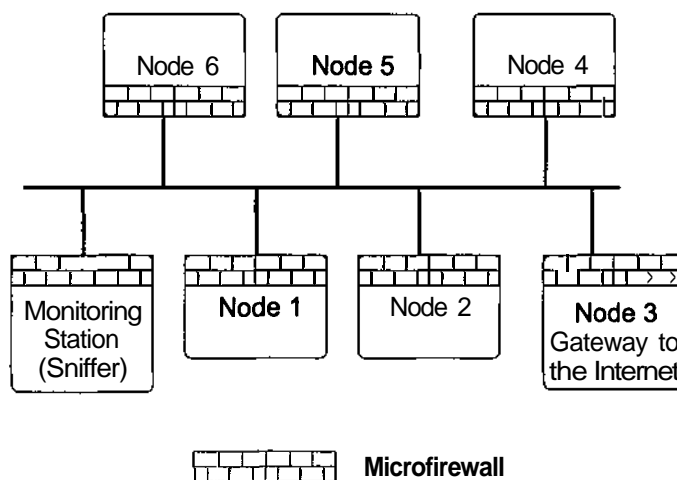 Node 6
Node 5
Node 4
Monitoring
Station
(Sniffer)
Node 1
Node 2
Node 3
Gateway to
the Internet
Microfirewall